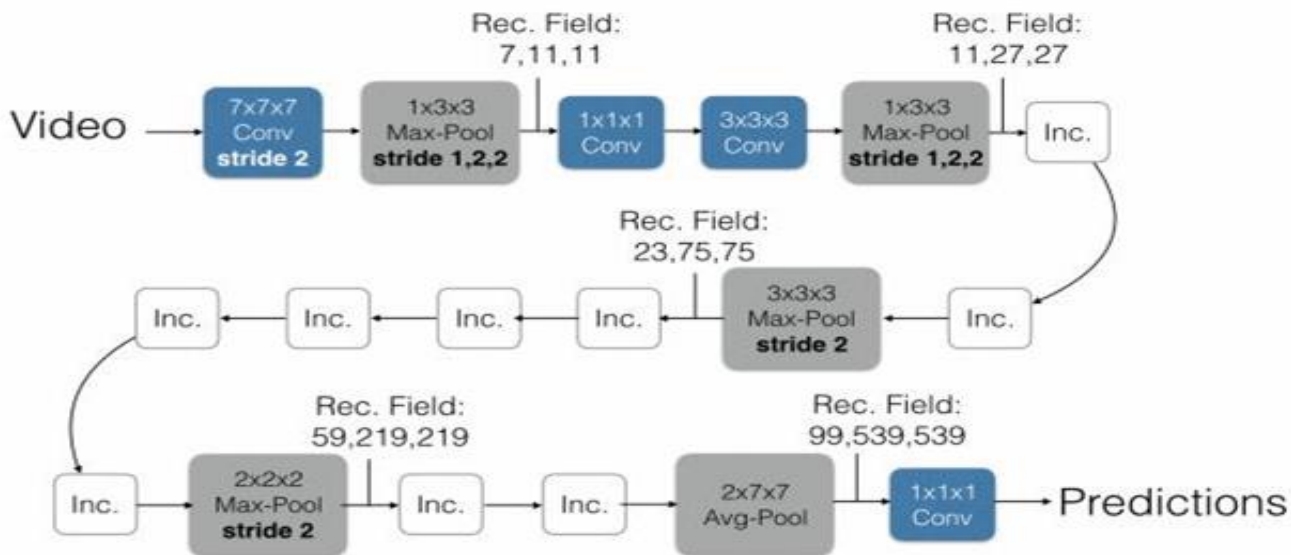 Rec. Field:
7,11,11
Rec. Field:
11,27,27
Video
7x7x7
Conv
stride 2
1x3x3
Max-Pool
stride 1,2,2
1x1x1
Conv
3x3x3
Conv
1x3x3
Max-Pool
stride 1,2,2
Inc.
Rec. Field:
23,75,75
Inc.
Inc.
Inc.
Inc.
3x3x3
Max-Pool
stride 2
Inc.
Rec. Field:
59,219,219
Rec. Field:
99,539,539
Inc.
2x2x2
Max-Pool
stride 2
Inc.
Inc.
2x7x7
Avg-Pool
1x1x1
Conv
Predictions